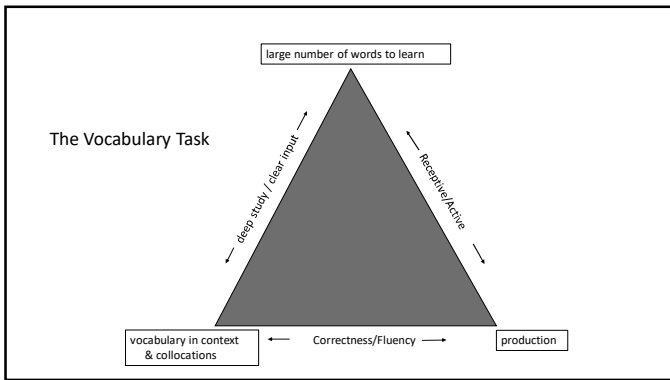 large number of words to learn
The Vocabulary Task
deep study / clear input
Receptive/Active
vocabulary in context
& collocations
Correctness/Fluency
production